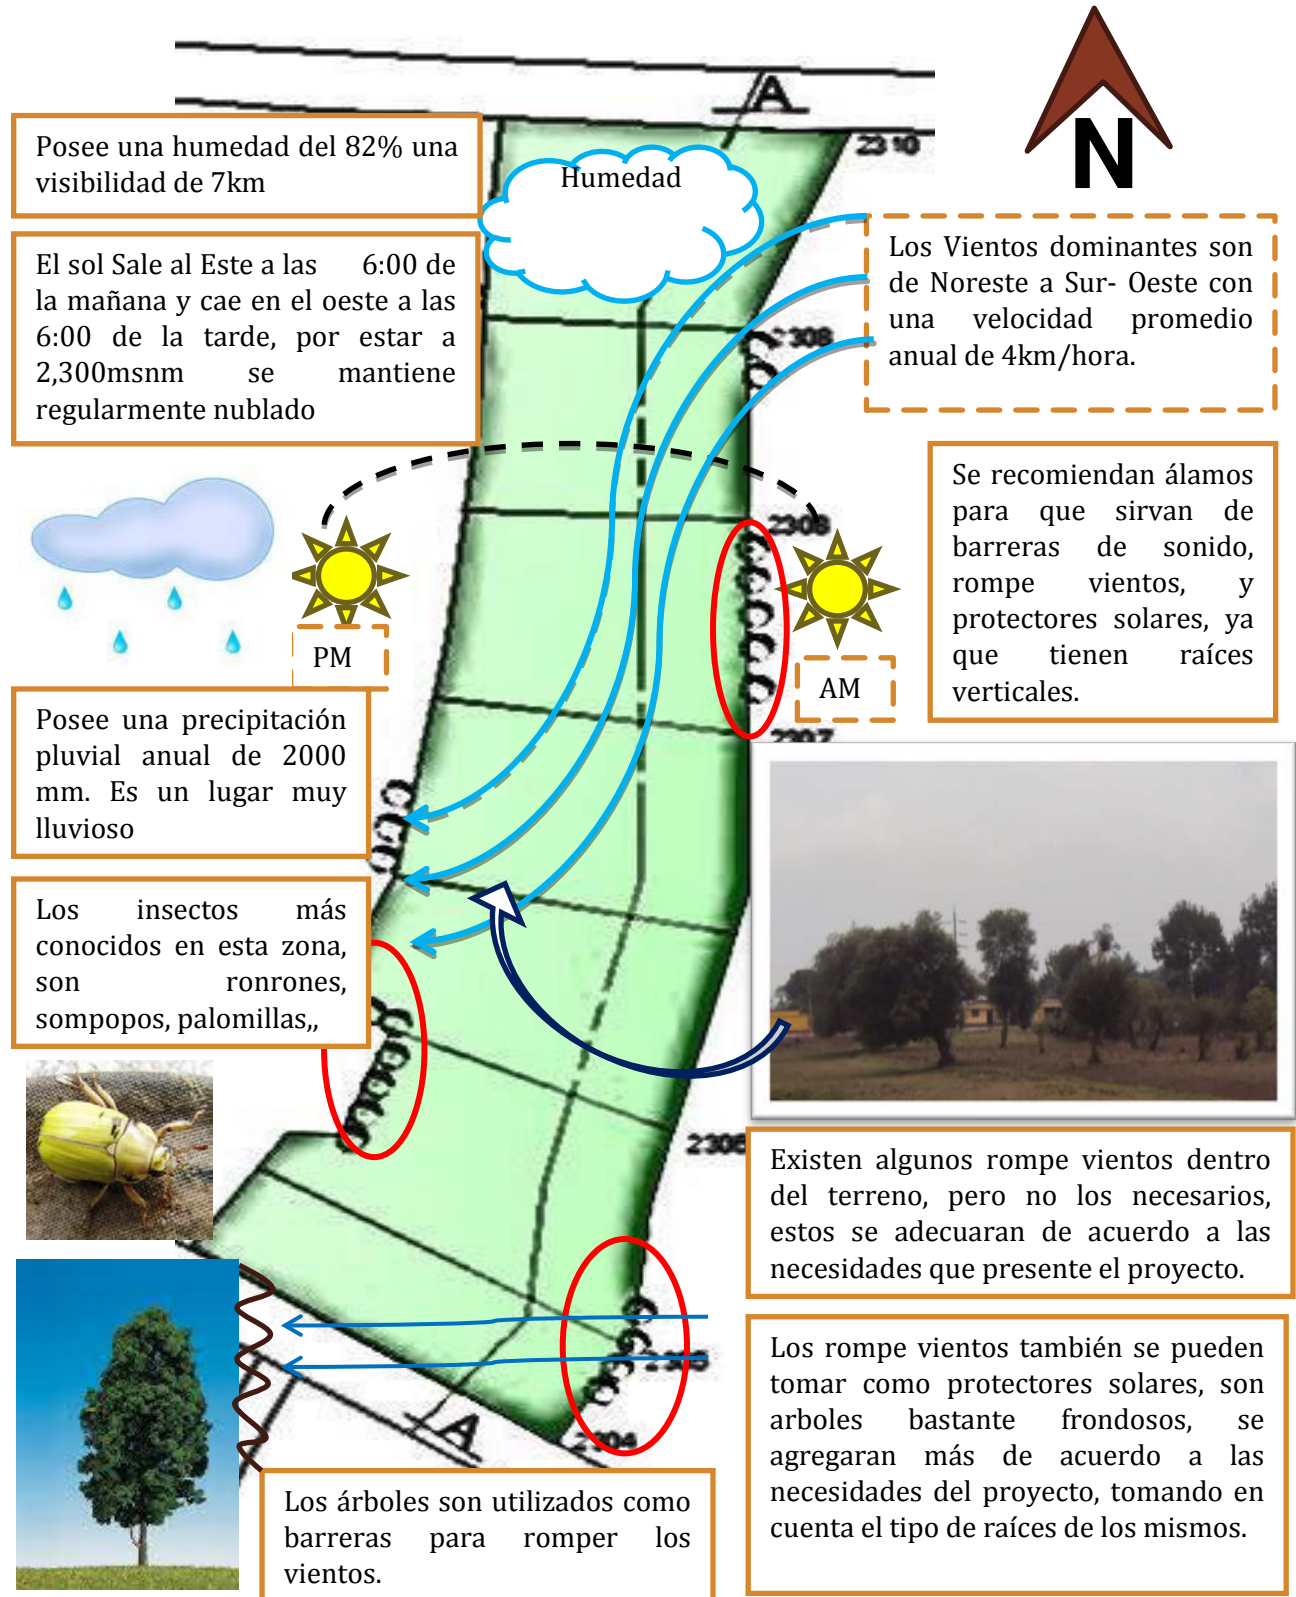 A
2310
N
Posee una humedad del 82% una
visibilidad de 7km
Humedad
El sol Sale al Este a las 6:00 de
la mañana y cae en el oeste a las
6:00 de la tarde, por estar a
2,300msnm se mantiene
regularmente nublado
Los Vientos dominantes son
de Noreste a Sur- Oeste con
una velocidad promedio
anual de 4km/hora.
2308
Se recomiendan álamos
para que sirvan de
barreras de sonido,
rompe vientos, y
protectores solares, ya
que tienen raíces
verticales.
2308
PM
AM
2307
Posee una precipitación
pluvial anual de 2000
mm. Es un lugar muy
lluvioso
Los insectos más
conocidos en esta zona,
son ronrones,
sompopos, palomillas,,
Existen algunos rompe vientos dentro
del terreno, pero no los necesarios,
estos se adecuaran de acuerdo a las
necesidades que presente el proyecto.
Los rompe vientos también se pueden
tomar como protectores solares, son
arboles bastante frondosos, se
agregaran más de acuerdo a las
necesidades del proyecto, tomando en
cuenta el tipo de raíces de los mismos.
A
2304
Los árboles son utilizados como
barreras para romper los
vientos.